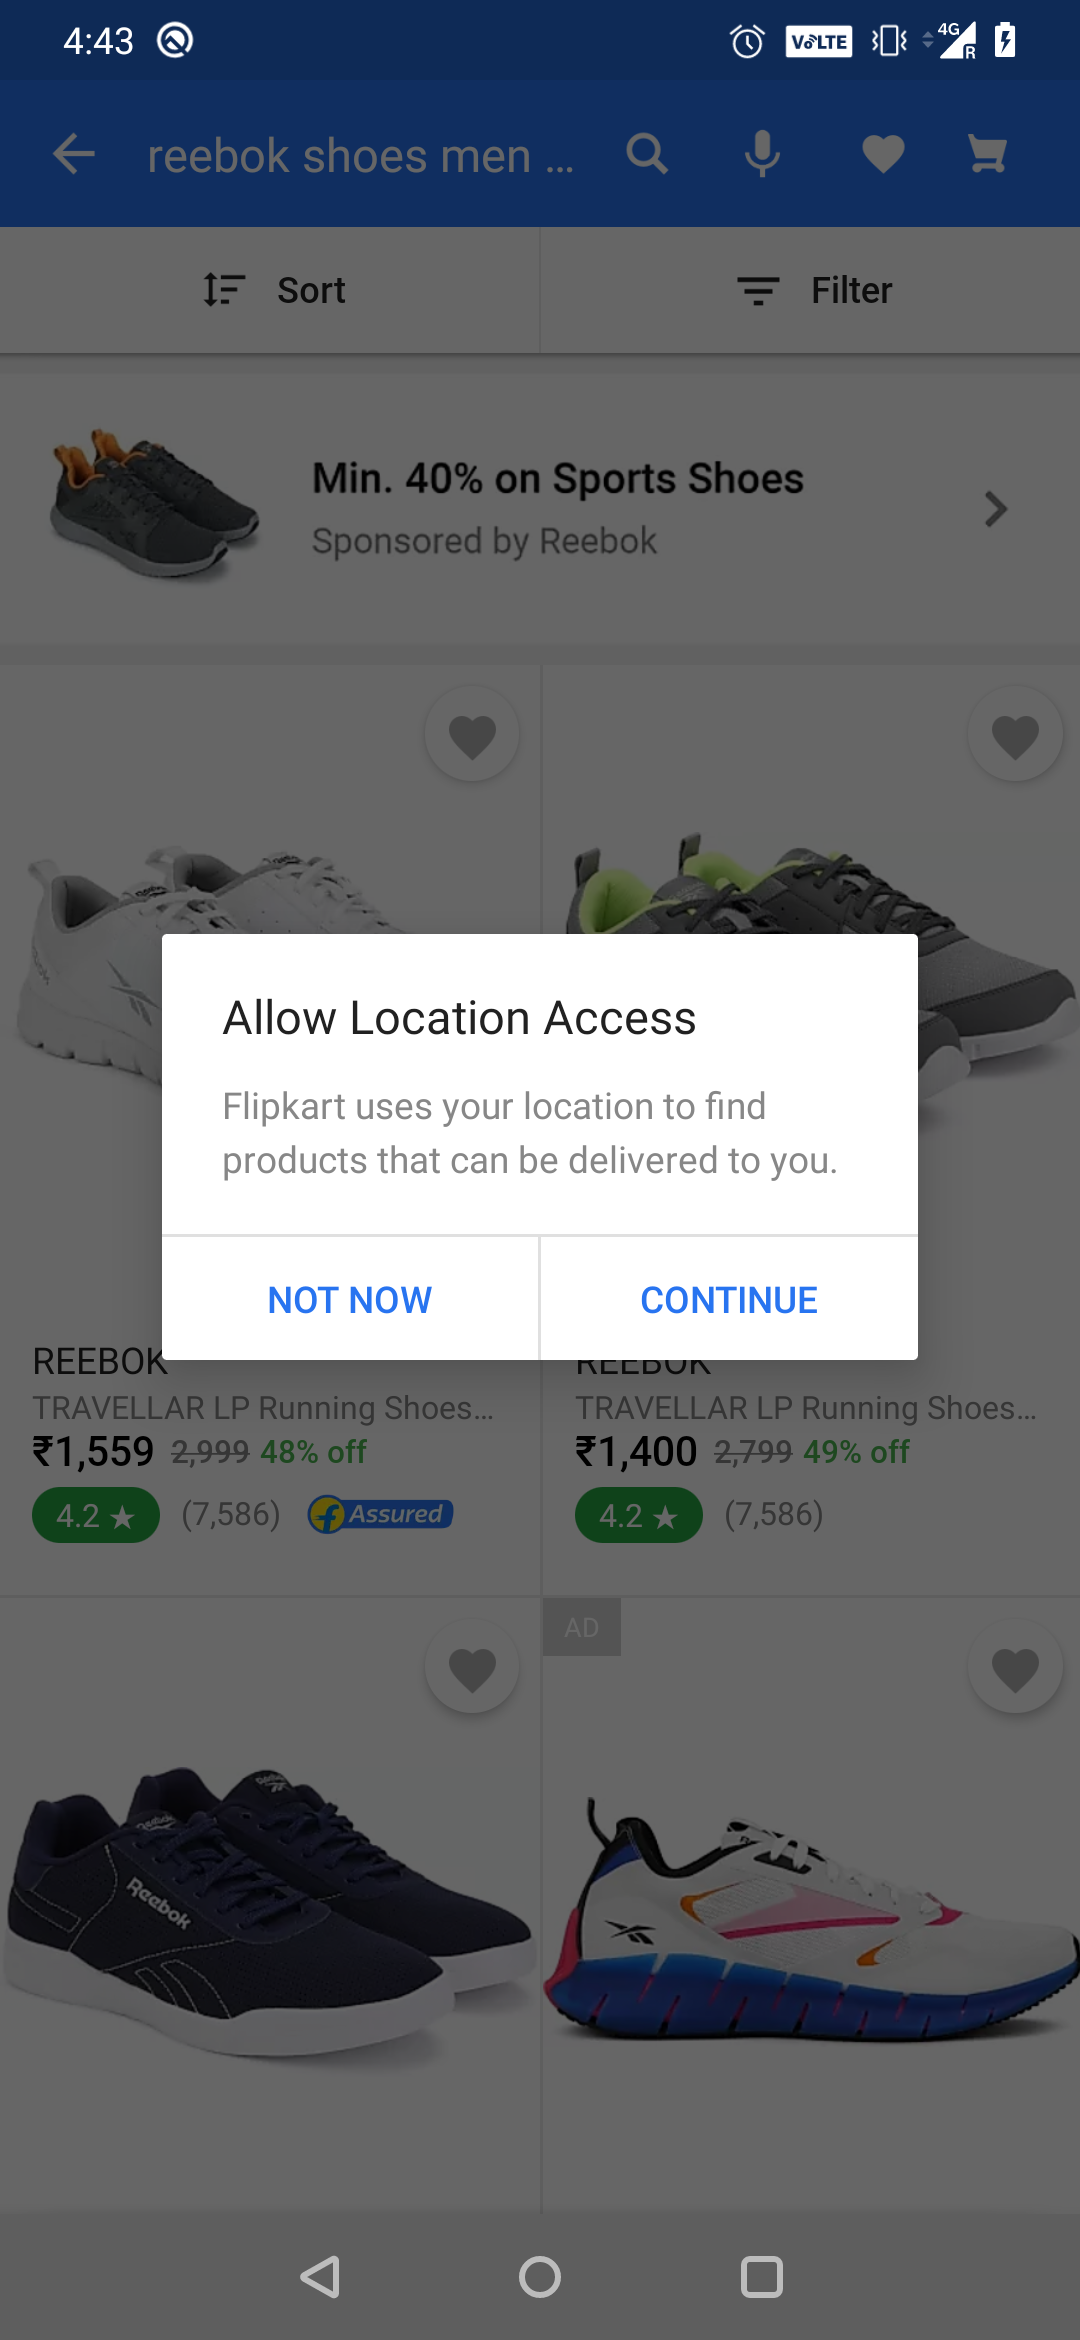 4:43
VoLTE
4G
R
reebok shoes men ...
Sort
Filter
Min. 40% on Sports Shoes
Sponsored by Reebok
Allow Location Access
Flipkart uses your location to find
products that can be delivered to you.
NOT NOW
CONTINUE
REEBOK
REEBOK
TRAVELLAR LP Running Shoes...
TRAVELLAR LP Running Shoes...
₹1,559 2,999 48% off
₹1,400 2,799 49% off
4.2 ★ (7,586) f Assured
4.2 ★ (7,586)
AD
Reebok
Reebok